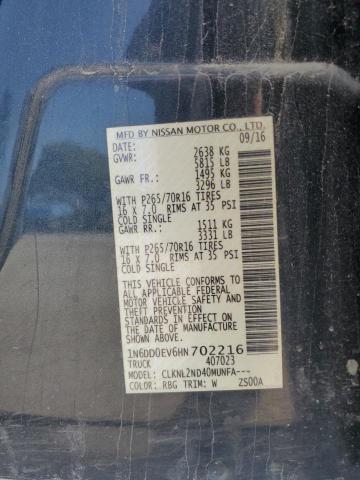 MFD BY NISSAN MOTOR CO., LTD.
DATE: 09/16
GVWR: 2638 KG
5815 LB
GAWR FR.: 1495 KG
3296 LB
WITH P265/70R16 TIRES
16 X 7.0 RIMS AT 35 PSI
COLD SINGLE
GAWR RR.: 1511 KG
3331 LB
WITH P265/70R16 TIRES
16 X 7.0 RIMS AT 35 PSI
COLD SINGLE
THIS VEHICLE CONFORMS TO ALL
APPLICABLE FEDERAL
MOTOR VEHICLE SAFETY AND
THEFT PREVENTION
STANDARDS IN EFFECT ON THE
DATE OF MANUFACTURE
SHOWN ABOVE
1N6DD0EV6HN702216
TRUCK 407023
MODEL: CLKNL2ND40MUNFA---
COLOR: RBG TRIM: W ZS00A